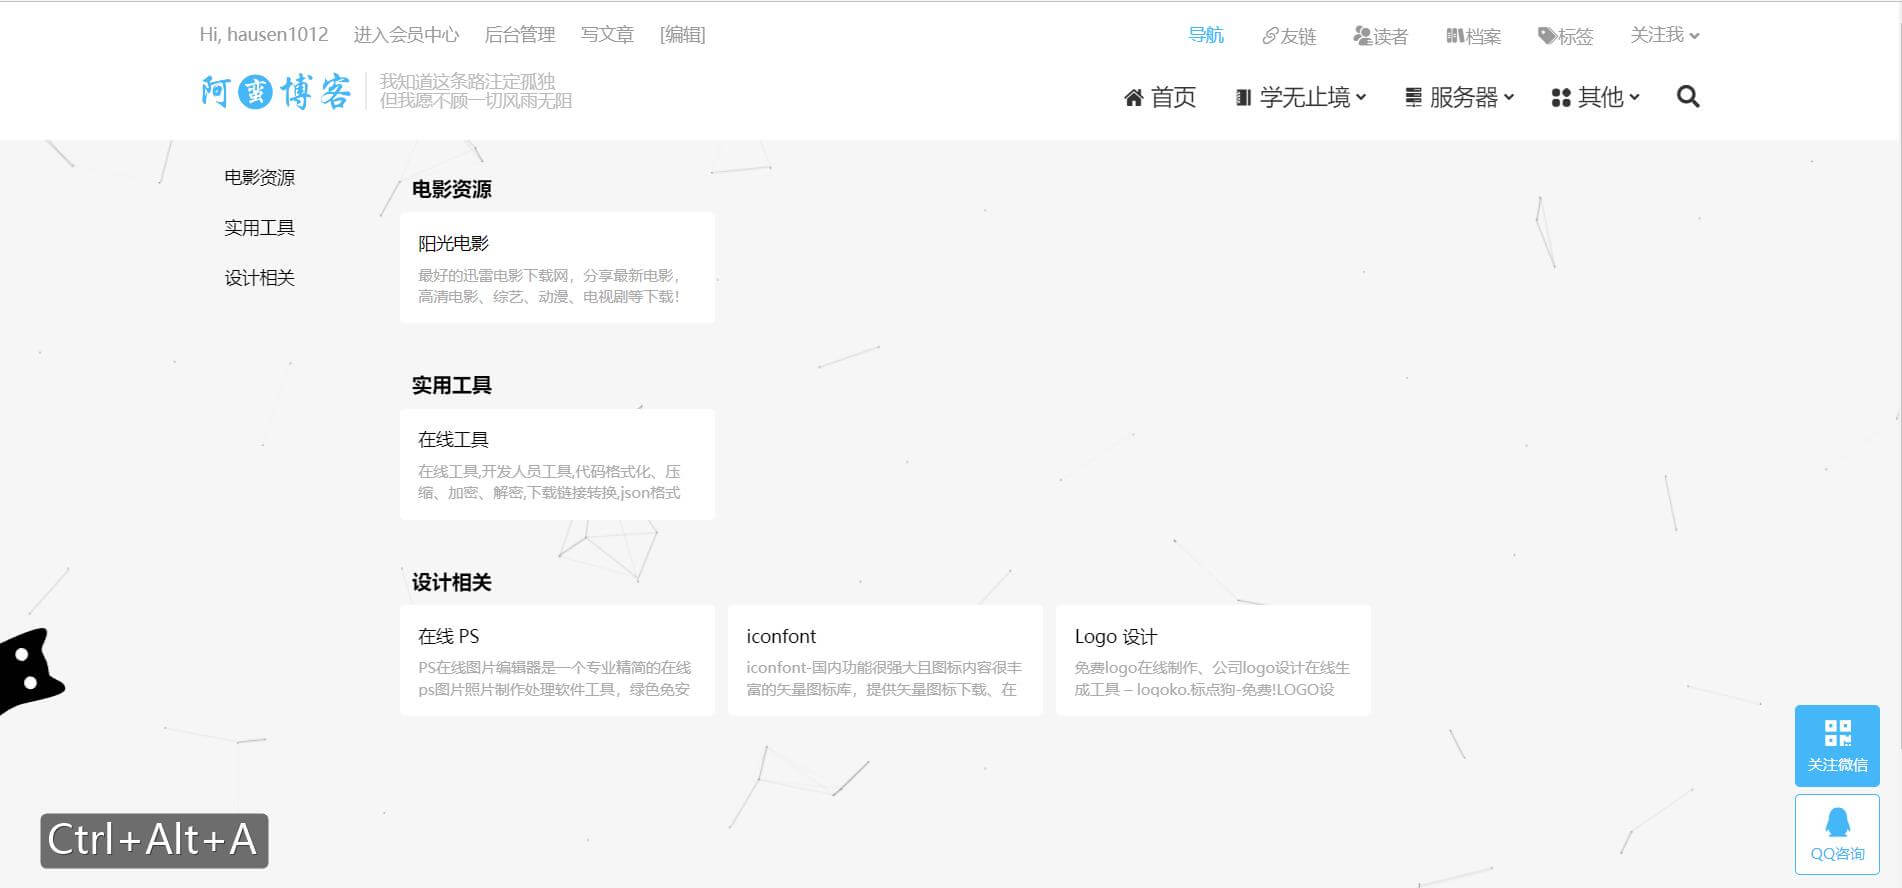 Hi, hausen1012 进入会员中心 后台管理 写文章 [编辑]
导航 友链 读者 档案 标签 关注我
阿蛮博客
我知道这条路注定孤独
但我愿不顾一切风雨无阻
首页 学无止境 服务器 其他
电影资源
实用工具
设计相关
电影资源
阳光电影
最好的迅雷电影下载网，分享最新电影，
高清电影、综艺、动漫、电视剧等下载！
实用工具
在线工具
在线工具,开发人员工具,代码格式化、压
缩、加密、解密,下载链接转换,json格式
设计相关
在线 PS
PS在线图片编辑器是一个专业精简的在线
ps图片照片制作处理软件工具，绿色免安
iconfont
iconfont-国内功能很强大且图标内容很丰
富的矢量图标库，提供矢量图标下载、在
Logo 设计
免费logo在线制作、公司logo设计在线生
成工具 – logoko.标点狗-免费!LOGO设
关注微信
QQ咨询
Ctrl+Alt+A